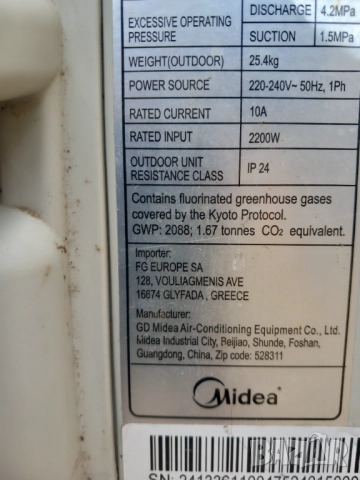 DISCHARGE 4.2MPa
EXCESSIVE OPERATING
PRESSURE
SUCTION 1.5MPa
WEIGHT(OUTDOOR) 25.4kg
POWER SOURCE 220-240V~ 50Hz, 1Ph
RATED CURRENT 10A
RATED INPUT 2200W
OUTDOOR UNIT
RESISTANCE CLASS IP 24
Contains fluorinated greenhouse gases
covered by the Kyoto Protocol.
GWP: 2088; 1.67 tonnes CO₂ equivalent.
Importer:
FG EUROPE SA
128, VOULIAGMENIS AVE
16674 GLYFADA , GREECE
Manufacturer:
GD Midea Air-Conditioning Equipment Co., Ltd.
Midea Industrial City, Beijiao, Shunde, Foshan,
Guangdong, China, Zip code: 528311
Midea